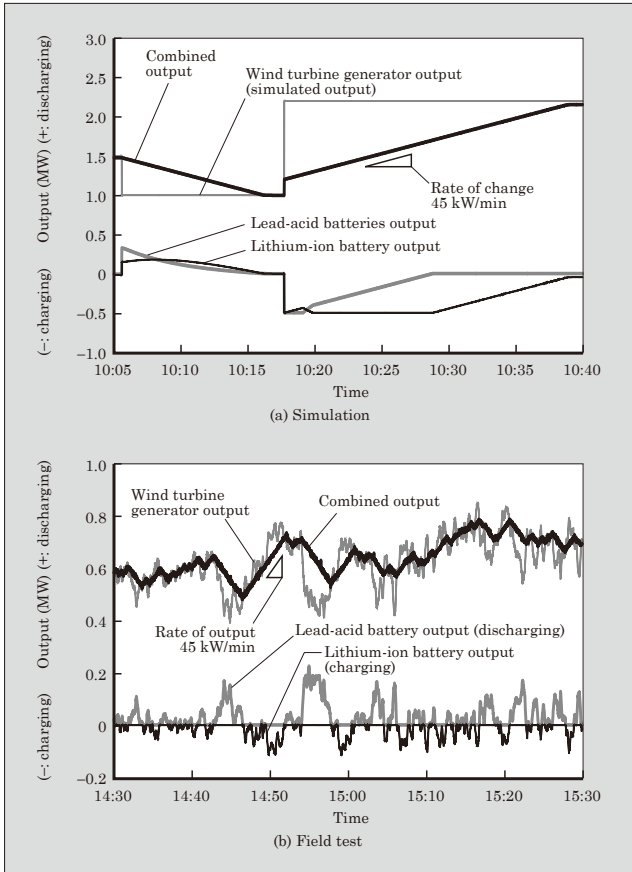 Output (MW) (+: discharging)
(−: charging)
3.0
2.5
2.0
1.5
1.0
0.5
0
−0.5
−1.0
Combined
output
Wind turbine generator output
(simulated output)
Rate of change
45 kW/min
Lead-acid batteries output
Lithium-ion battery output
10:05
10:10
10:15
10:20
10:25
10:30
10:35
10:40
Time
(a) Simulation
Output (MW) (+: discharging)
(−: charging)
1.0
0.8
0.6
0.4
0.2
0
−0.2
Wind turbine
generator output
Combined output
Rate of output
45 kW/min
Lead-acid battery output (discharging)
Lithium-ion battery output
(charging)
14:30
14:40
14:50
15:00
15:10
15:20
15:30
Time
(b) Field test